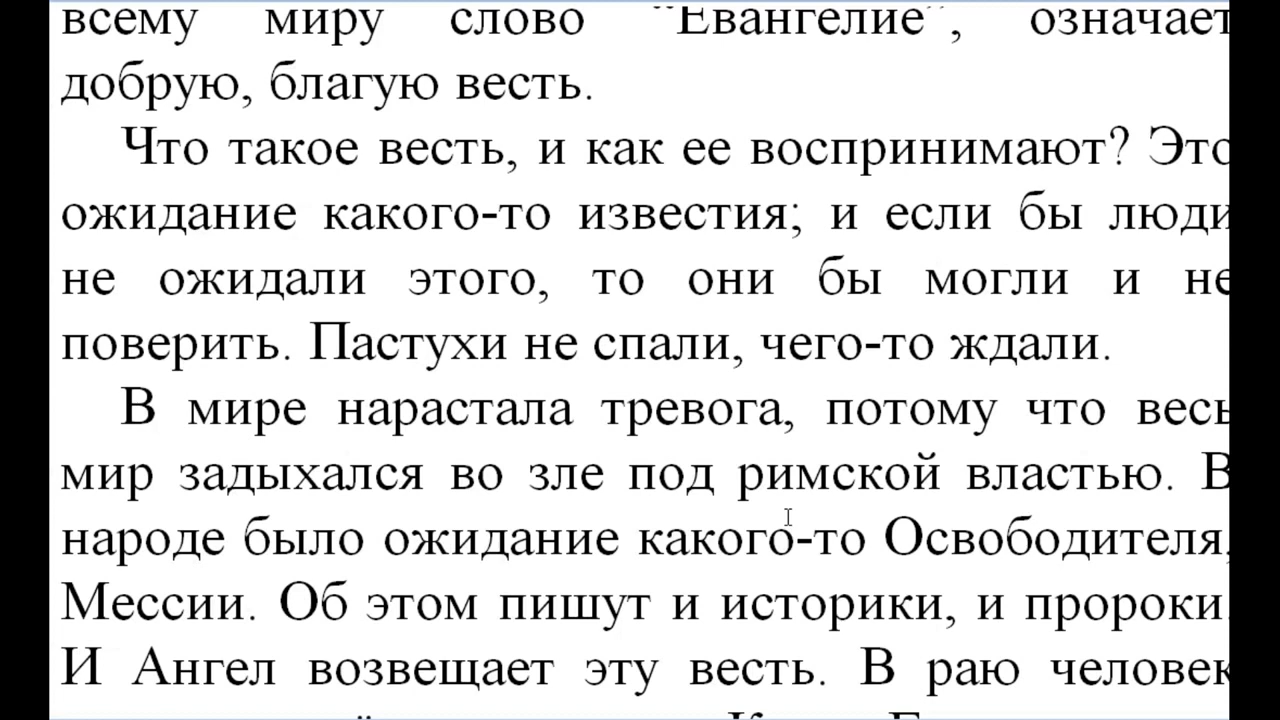 всему миру слово “Евангелие”, означает
добрую, благую весть.
Что такое весть, и как ее воспринимают? Это
ожидание какого-то известия; и если бы люди
не ожидали этого, то они бы могли и не
поверить. Пастухи не спали, чего-то ждали.
В мире нарастала тревога, потому что весь
мир задыхался во зле под римской властью. В
народе было ожидание какого-то Освободителя,
Мессии. Об этом пишут и историки, и пророки.
И Ангел возвещает эту весть. В раю человек